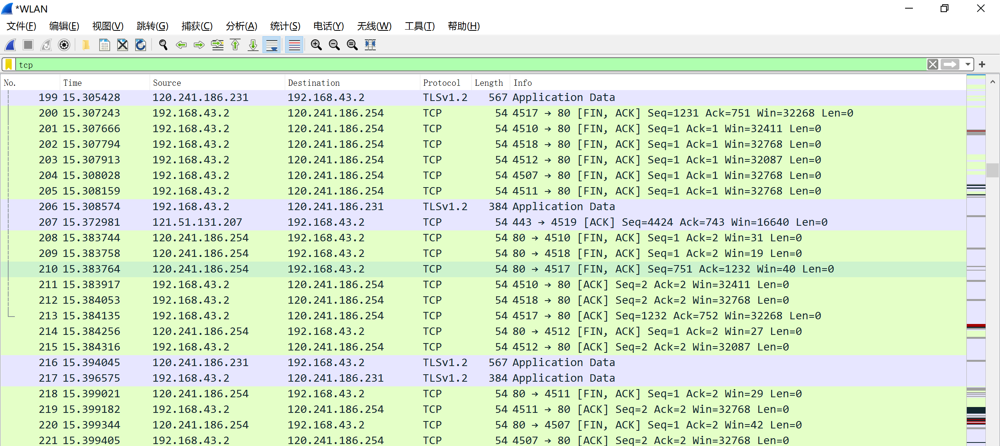 *WLAN
文件(F) 编辑(E) 视图(V) 跳转(G) 捕获(C) 分析(A) 统计(S) 电话(Y) 无线(W) 工具(T) 帮助(H)
tcp
No. Time Source Destination Protocol Length Info
199 15.305428 120.241.186.231 192.168.43.2 TLSv1.2 567 Application Data
200 15.307243 192.168.43.2 120.241.186.254 TCP 54 4517 → 80 [FIN, ACK] Seq=1231 Ack=751 Win=32268 Len=0
201 15.307666 192.168.43.2 120.241.186.254 TCP 54 4510 → 80 [FIN, ACK] Seq=1 Ack=1 Win=32411 Len=0
202 15.307794 192.168.43.2 120.241.186.254 TCP 54 4518 → 80 [FIN, ACK] Seq=1 Ack=1 Win=32768 Len=0
203 15.307913 192.168.43.2 120.241.186.254 TCP 54 4512 → 80 [FIN, ACK] Seq=1 Ack=1 Win=32087 Len=0
204 15.308028 192.168.43.2 120.241.186.254 TCP 54 4507 → 80 [FIN, ACK] Seq=1 Ack=1 Win=32768 Len=0
205 15.308159 192.168.43.2 120.241.186.254 TCP 54 4511 → 80 [FIN, ACK] Seq=1 Ack=1 Win=32768 Len=0
206 15.308574 192.168.43.2 120.241.186.231 TLSv1.2 384 Application Data
207 15.372981 121.51.131.207 192.168.43.2 TCP 54 443 → 4519 [ACK] Seq=4424 Ack=743 Win=16640 Len=0
208 15.383744 120.241.186.254 192.168.43.2 TCP 54 80 → 4510 [FIN, ACK] Seq=1 Ack=2 Win=31 Len=0
209 15.383758 120.241.186.254 192.168.43.2 TCP 54 80 → 4518 [FIN, ACK] Seq=1 Ack=2 Win=19 Len=0
210 15.383764 120.241.186.254 192.168.43.2 TCP 54 80 → 4517 [FIN, ACK] Seq=751 Ack=1232 Win=40 Len=0
211 15.383917 192.168.43.2 120.241.186.254 TCP 54 4510 → 80 [ACK] Seq=2 Ack=2 Win=32411 Len=0
212 15.384053 192.168.43.2 120.241.186.254 TCP 54 4518 → 80 [ACK] Seq=2 Ack=2 Win=32768 Len=0
213 15.384135 192.168.43.2 120.241.186.254 TCP 54 4517 → 80 [ACK] Seq=1232 Ack=752 Win=32268 Len=0
214 15.384256 120.241.186.254 192.168.43.2 TCP 54 80 → 4512 [FIN, ACK] Seq=1 Ack=2 Win=27 Len=0
215 15.384316 192.168.43.2 120.241.186.254 TCP 54 4512 → 80 [ACK] Seq=2 Ack=2 Win=32087 Len=0
216 15.394045 120.241.186.231 192.168.43.2 TLSv1.2 567 Application Data
217 15.396575 192.168.43.2 120.241.186.231 TLSv1.2 384 Application Data
218 15.399021 120.241.186.254 192.168.43.2 TCP 54 80 → 4511 [FIN, ACK] Seq=1 Ack=2 Win=29 Len=0
219 15.399182 192.168.43.2 120.241.186.254 TCP 54 4511 → 80 [ACK] Seq=2 Ack=2 Win=32768 Len=0
220 15.399344 120.241.186.254 192.168.43.2 TCP 54 80 → 4507 [FIN, ACK] Seq=1 Ack=2 Win=42 Len=0
221 15.399405 192.168.43.2 120.241.186.254 TCP 54 4507 → 80 [ACK] Seq=2 Ack=2 Win=32768 Len=0